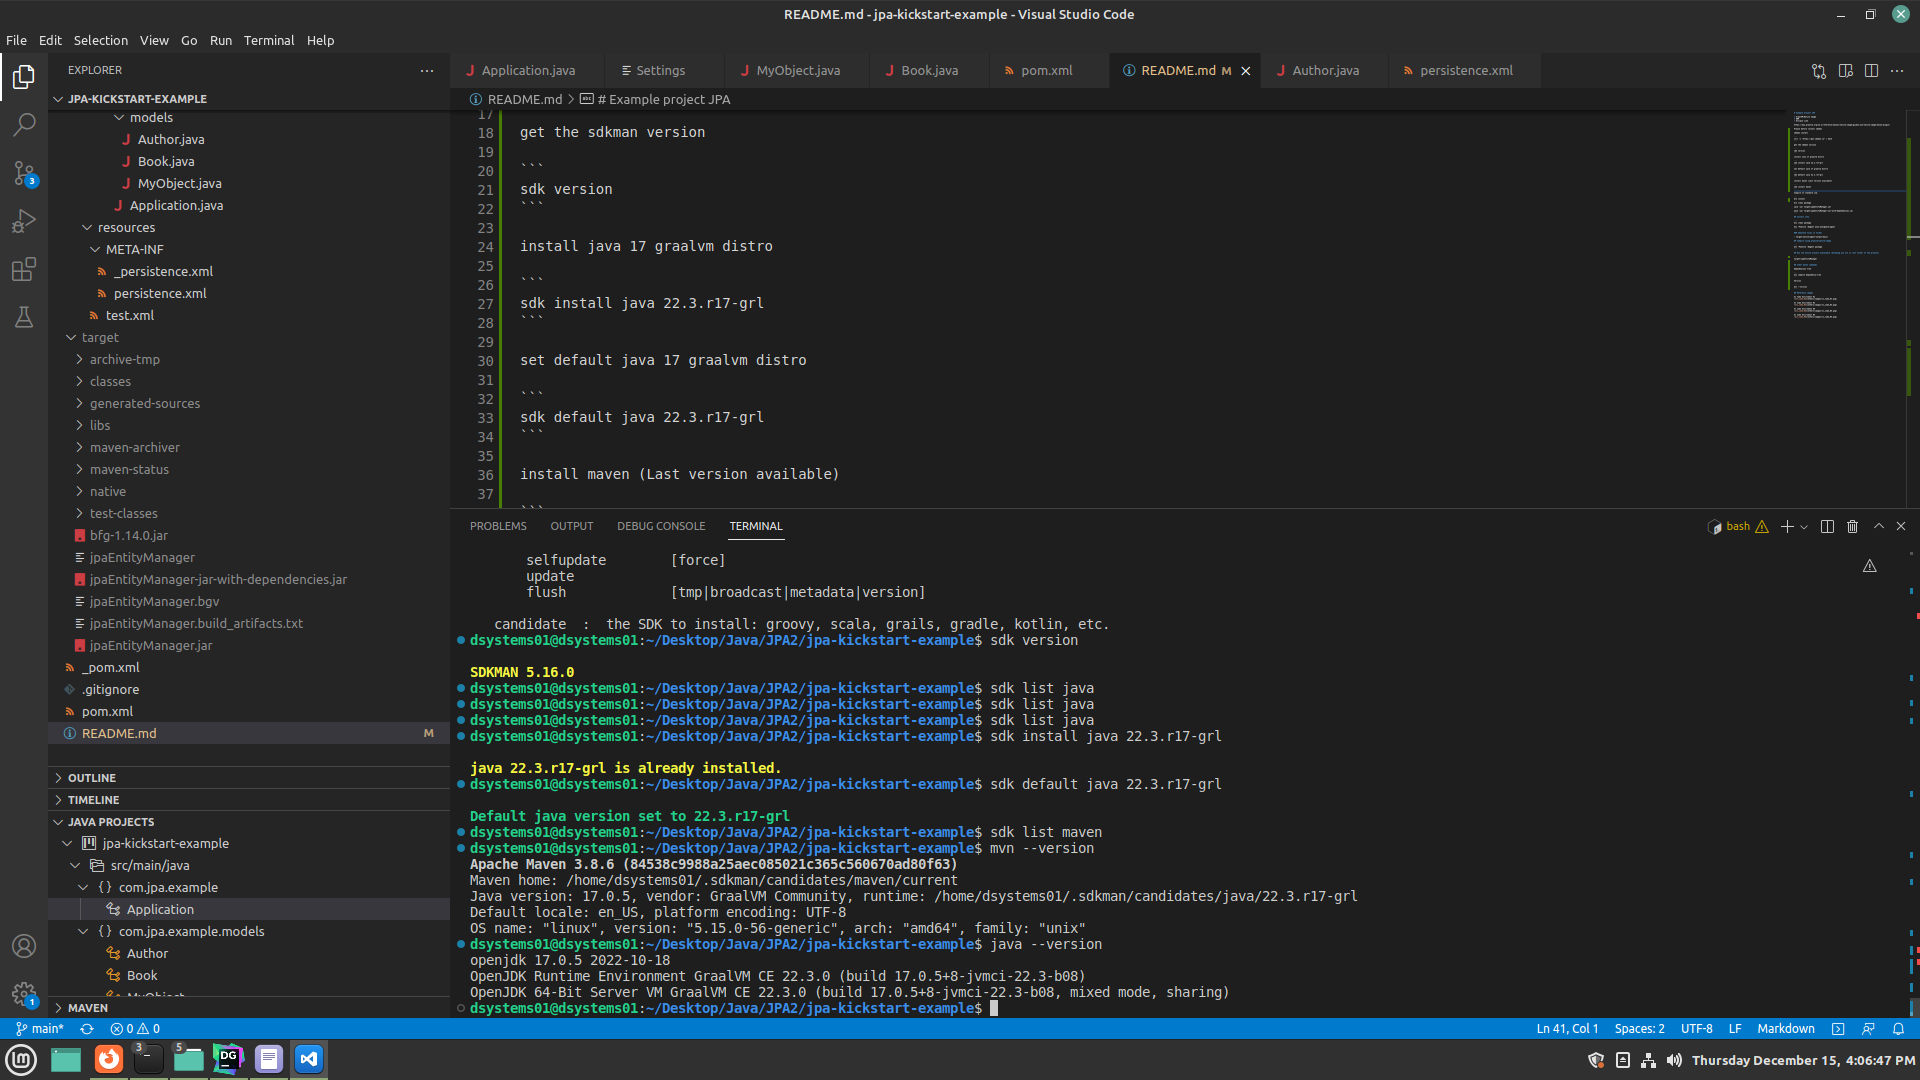 README.md - jpa-kickstart-example - Visual Studio Code
File Edit Selection View Go Run Terminal Help
EXPLORER
JPA-KICKSTART-EXAMPLE
models
Author.java
Book.java
MyObject.java
Application.java
resources
META-INF
_persistence.xml
persistence.xml
test.xml
target
archive-tmp
classes
generated-sources
libs
maven-archiver
maven-status
native
test-classes
bfg-1.14.0.jar
jpaEntityManager
jpaEntityManager-jar-with-dependencies.jar
jpaEntityManager.bgv
jpaEntityManager.build_artifacts.txt
jpaEntityManager.jar
_pom.xml
.gitignore
pom.xml
README.md M
OUTLINE
TIMELINE
JAVA PROJECTS
jpa-kickstart-example
src/main/java
com.jpa.example
Application
com.jpa.example.models
Author
Book
MyObject
MAVEN
3
1
Application.java Settings MyObject.java Book.java pom.xml README.md M Author.java persistence.xml
README.md > # Example project JPA
17
18 get the sdkman version
19
20 ```
21 sdk version
22 ```
23
24 install java 17 graalvm distro
25
26 ```
27 sdk install java 22.3.r17-grl
28 ```
29
30 set default java 17 graalvm distro
31
32 ```
33 sdk default java 22.3.r17-grl
34 ```
35
36 install maven (Last version available)
37
```
PROBLEMS OUTPUT DEBUG CONSOLE TERMINAL
bash
selfupdate [force]
update
flush [tmp|broadcast|metadata|version]
candidate : the SDK to install: groovy, scala, grails, gradle, kotlin, etc.
dsystems01@dsystems01:~/Desktop/Java/JPA2/jpa-kickstart-example$ sdk version
SDKMAN 5.16.0
dsystems01@dsystems01:~/Desktop/Java/JPA2/jpa-kickstart-example$ sdk list java
dsystems01@dsystems01:~/Desktop/Java/JPA2/jpa-kickstart-example$ sdk list java
dsystems01@dsystems01:~/Desktop/Java/JPA2/jpa-kickstart-example$ sdk list java
dsystems01@dsystems01:~/Desktop/Java/JPA2/jpa-kickstart-example$ sdk install java 22.3.r17-grl
java 22.3.r17-grl is already installed.
dsystems01@dsystems01:~/Desktop/Java/JPA2/jpa-kickstart-example$ sdk default java 22.3.r17-grl
Default java version set to 22.3.r17-grl
dsystems01@dsystems01:~/Desktop/Java/JPA2/jpa-kickstart-example$ sdk list maven
dsystems01@dsystems01:~/Desktop/Java/JPA2/jpa-kickstart-example$ mvn --version
Apache Maven 3.8.6 (84538c9988a25aec085021c365c560670ad80f63)
Maven home: /home/dsystems01/.sdkman/candidates/maven/current
Java version: 17.0.5, vendor: GraalVM Community, runtime: /home/dsystems01/.sdkman/candidates/java/22.3.r17-grl
Default locale: en_US, platform encoding: UTF-8
OS name: "linux", version: "5.15.0-56-generic", arch: "amd64", family: "unix"
dsystems01@dsystems01:~/Desktop/Java/JPA2/jpa-kickstart-example$ java --version
openjdk 17.0.5 2022-10-18
OpenJDK Runtime Environment GraalVM CE 22.3.0 (build 17.0.5+8-jvmci-22.3-b08)
OpenJDK 64-Bit Server VM GraalVM CE 22.3.0 (build 17.0.5+8-jvmci-22.3-b08, mixed mode, sharing)
dsystems01@dsystems01:~/Desktop/Java/JPA2/jpa-kickstart-example$
main* 0 0 Ln 41, Col 1 Spaces: 2 UTF-8 LF Markdown
3 5 DG Thursday December 15, 4:06:47 PM